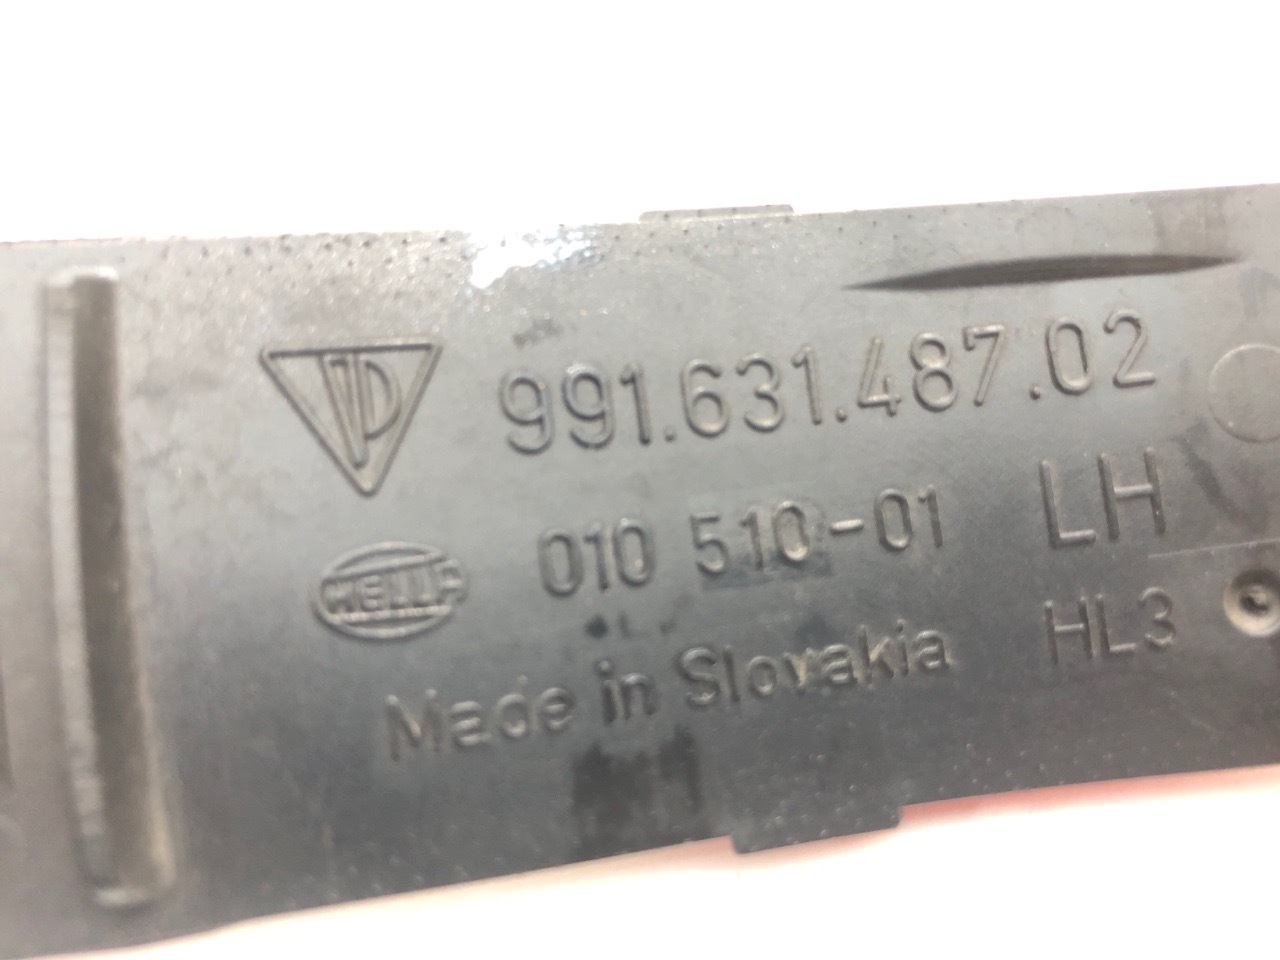 991.631.487.02
HELLA 010 510-01 LH
Made in Slovakia HL3